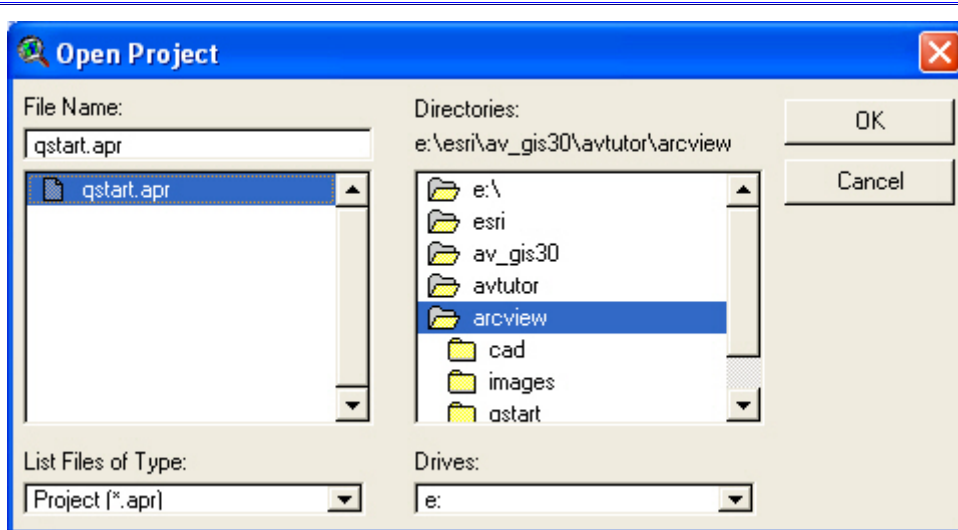 Open Project
File Name:
qstart.apr
qstart.apr
List Files of Type:
Project (*.apr)
Directories:
e:\esri\av_gis30\avtutor\arcview
e:\
esri
av_gis30
avtutor
arcview
cad
images
qstart
Drives:
e:
OK
Cancel